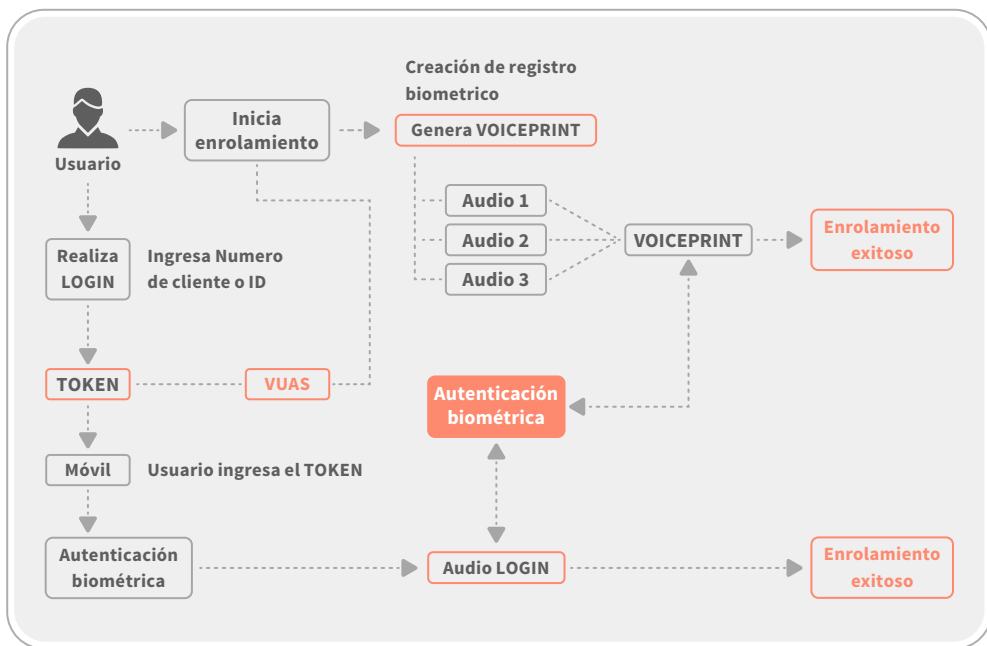 Creación de registro
biometrico
Usuario
Inicia
enrolamiento
Genera VOICEPRINT
Audio 1
Audio 2
Audio 3
VOICEPRINT
Enrolamiento
exitoso
Realiza
LOGIN
Ingresa Numero
de cliente o ID
TOKEN
VUAS
Autenticación
biométrica
Móvil
Usuario ingresa el TOKEN
Autenticación
biométrica
Audio LOGIN
Enrolamiento
exitoso